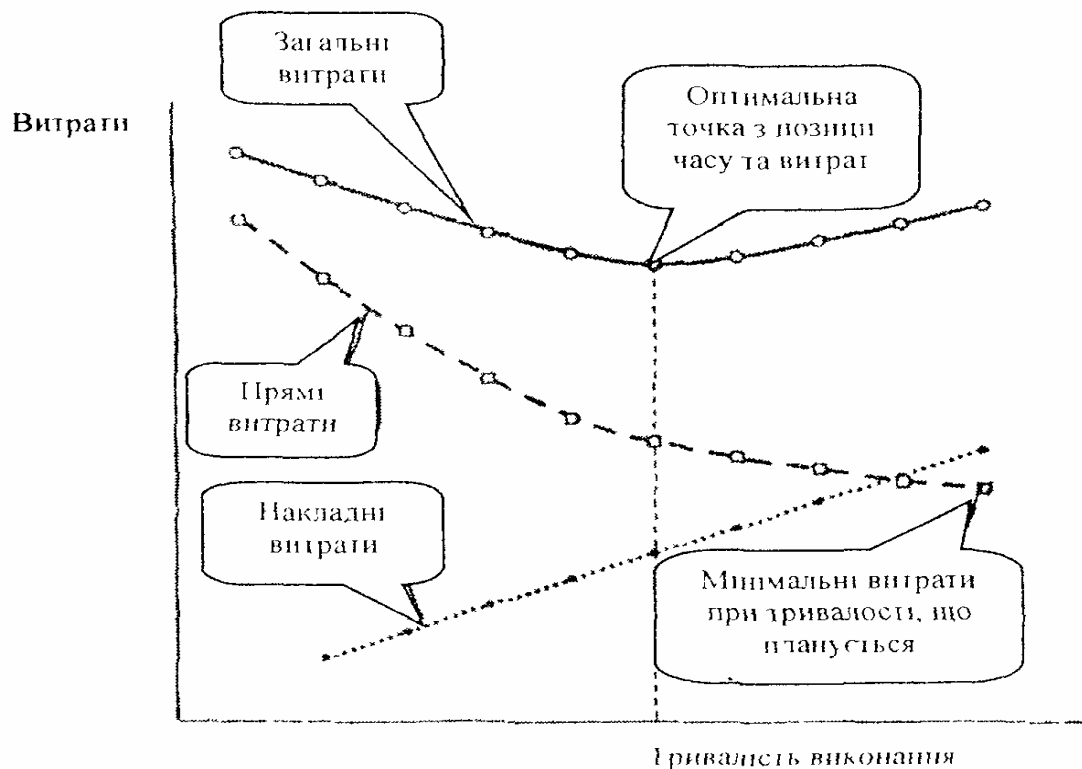 Загальні
витрати
Витрати
Оптимальна
точка з позиці
часу та витрат
Прямі
витрати
Накладні
витрати
Мінімальні витрати
при тривалості, що
планується
Тривалість виконання